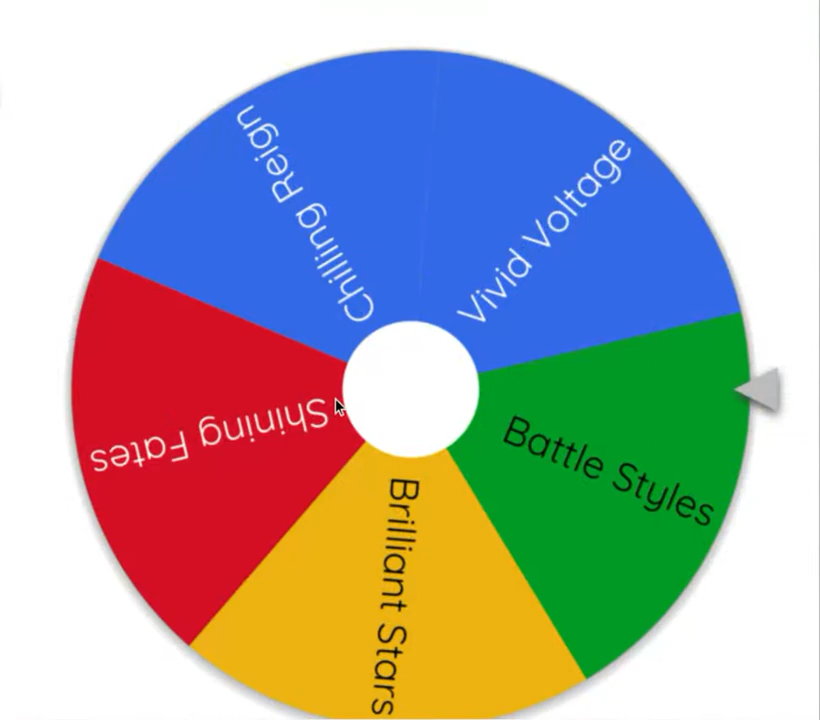 Chilling Reign
Vivid Voltage
Shining Fates
Battle Styles
Brilliant Stars